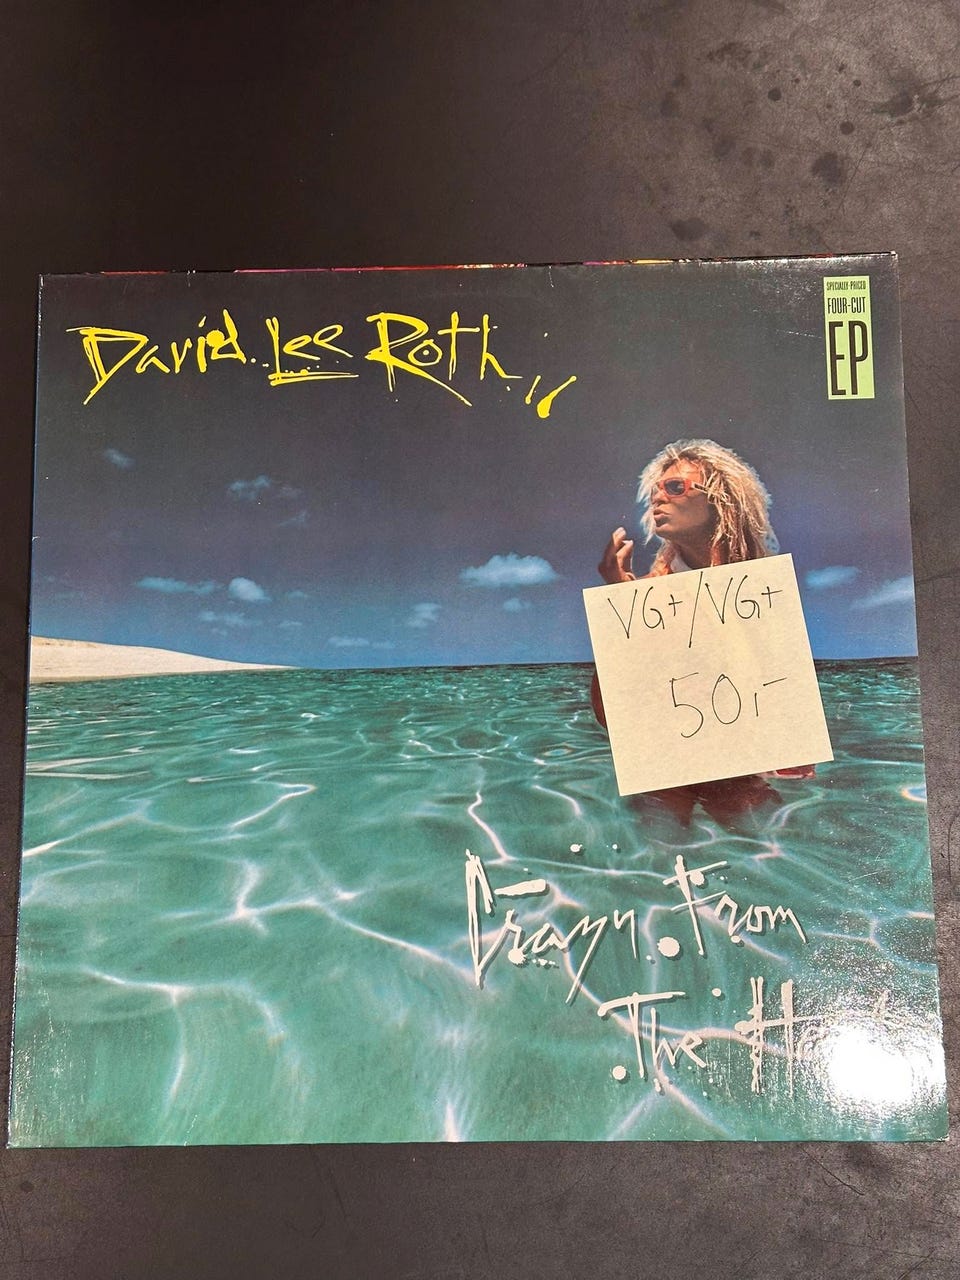 David Lee Roth
SPECIALLY-PRICED
FOUR-CUT
EP
VG+/VG+
50,-
Crazy From
The